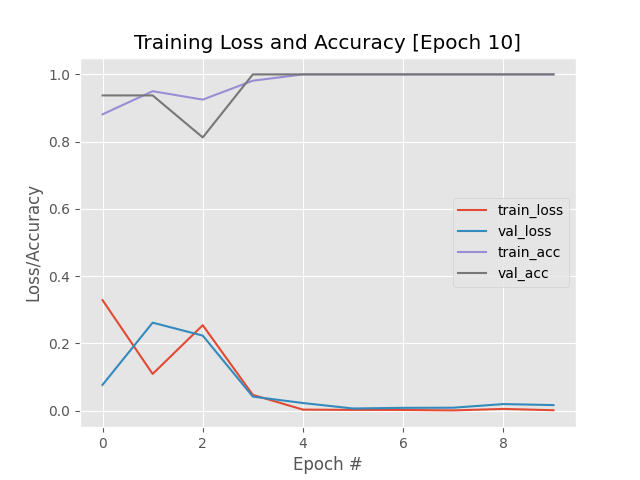 Training Loss and Accuracy [Epoch 10]
1.0
0.8
0.6
0.4
0.2
0.0
Loss/Accuracy
train_loss
val_loss
train_acc
val_acc
0 2 4 6 8
Epoch #